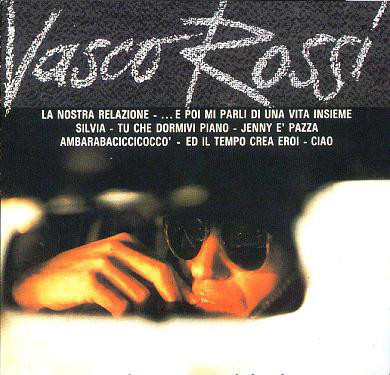 Vasco Rossi
LA NOSTRA RELAZIONE - ... E POI MI PARLI DI UNA VITA INSIEME
SILVIA - TU CHE DORMIVI PIANO - JENNY E' PAZZA
AMBARABACICCICOCCO' - ED IL TEMPO CREA EROI - CIAO